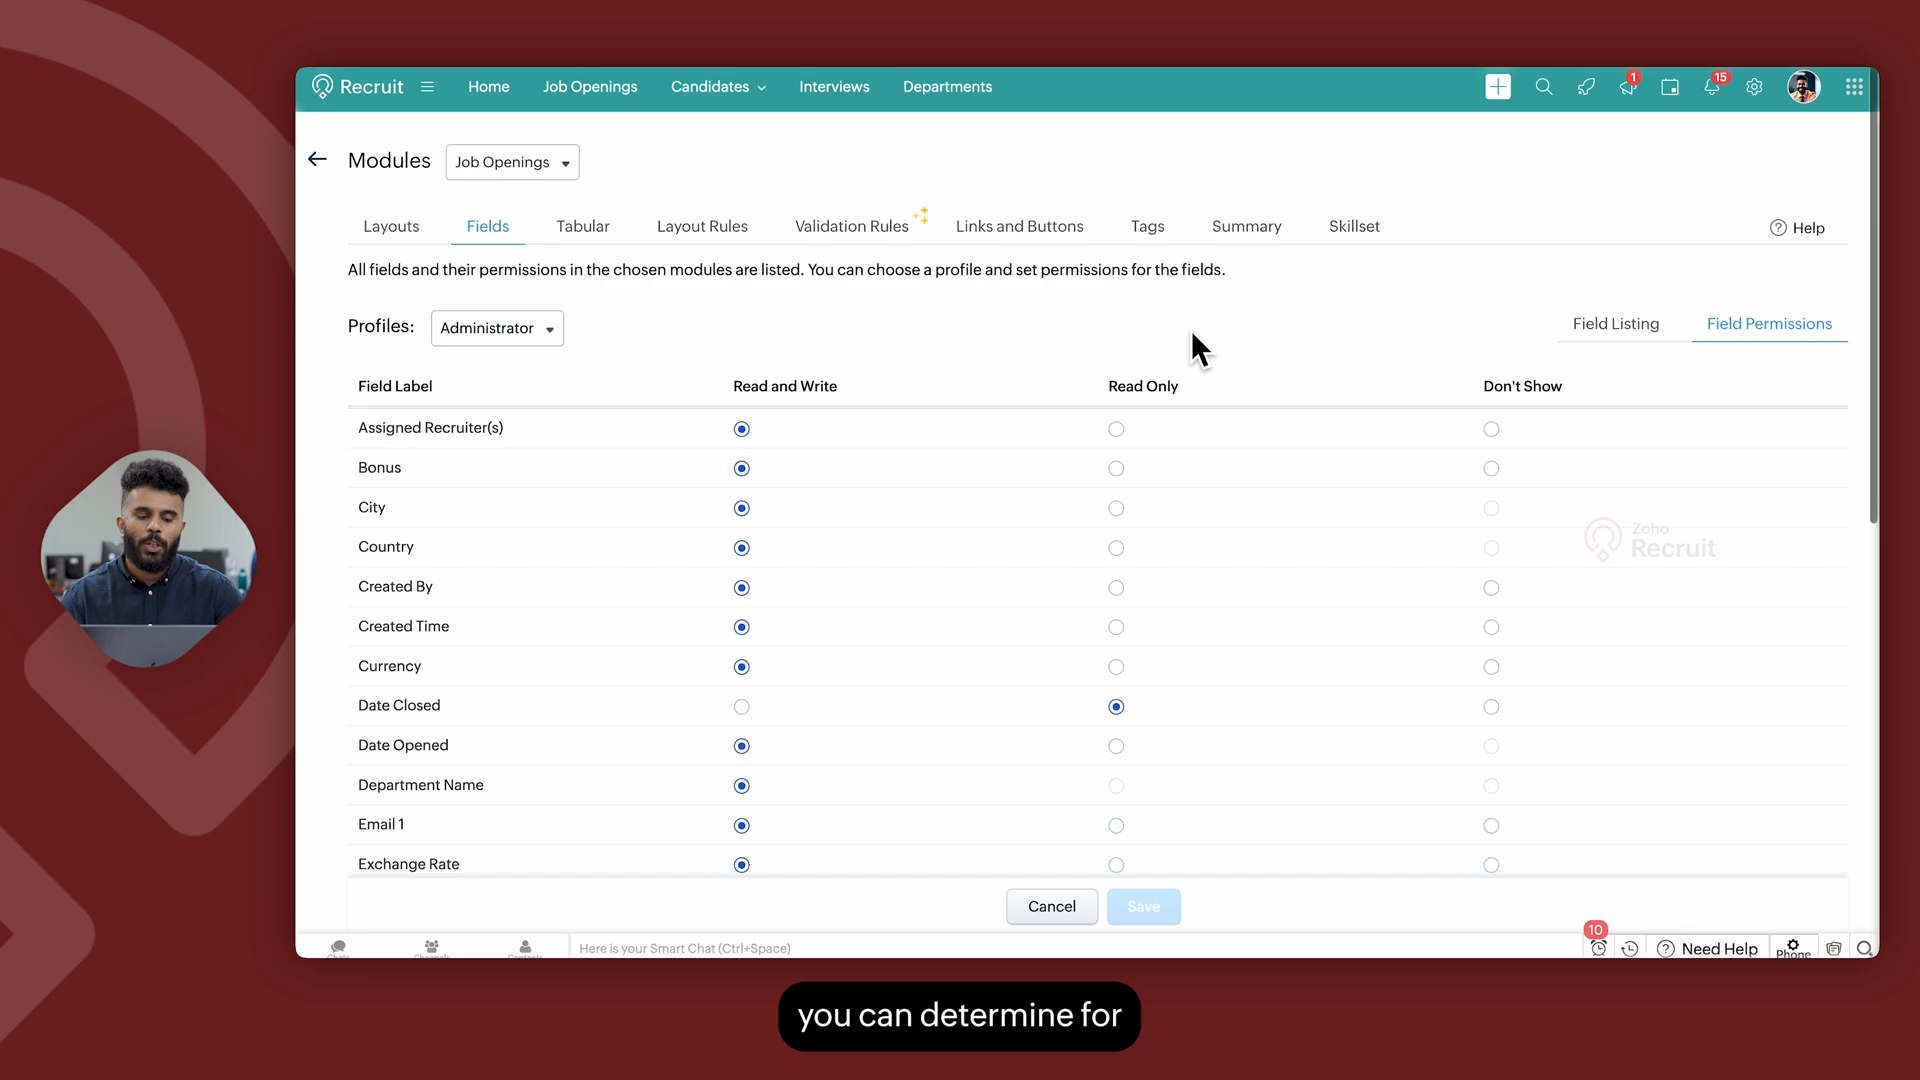 Recruit
Home
Job Openings
Candidates
Interviews
Departments
1
15
Modules
Job Openings
Layouts
Fields
Tabular
Layout Rules
Validation Rules
Links and Buttons
Tags
Summary
Skillset
Help
All fields and their permissions in the chosen modules are listed. You can choose a profile and set permissions for the fields.
Profiles:
Administrator
Field Listing
Field Permissions
Field Label
Read and Write
Read Only
Don't Show
Assigned Recruiter(s)
Bonus
City
Country
Created By
Created Time
Currency
Date Closed
Date Opened
Department Name
Email 1
Exchange Rate
Zoho
Recruit
Cancel
Save
Chats
Channels
Contacts
Here is your Smart Chat (Ctrl+Space)
10
Need Help
Phone
you can determine for